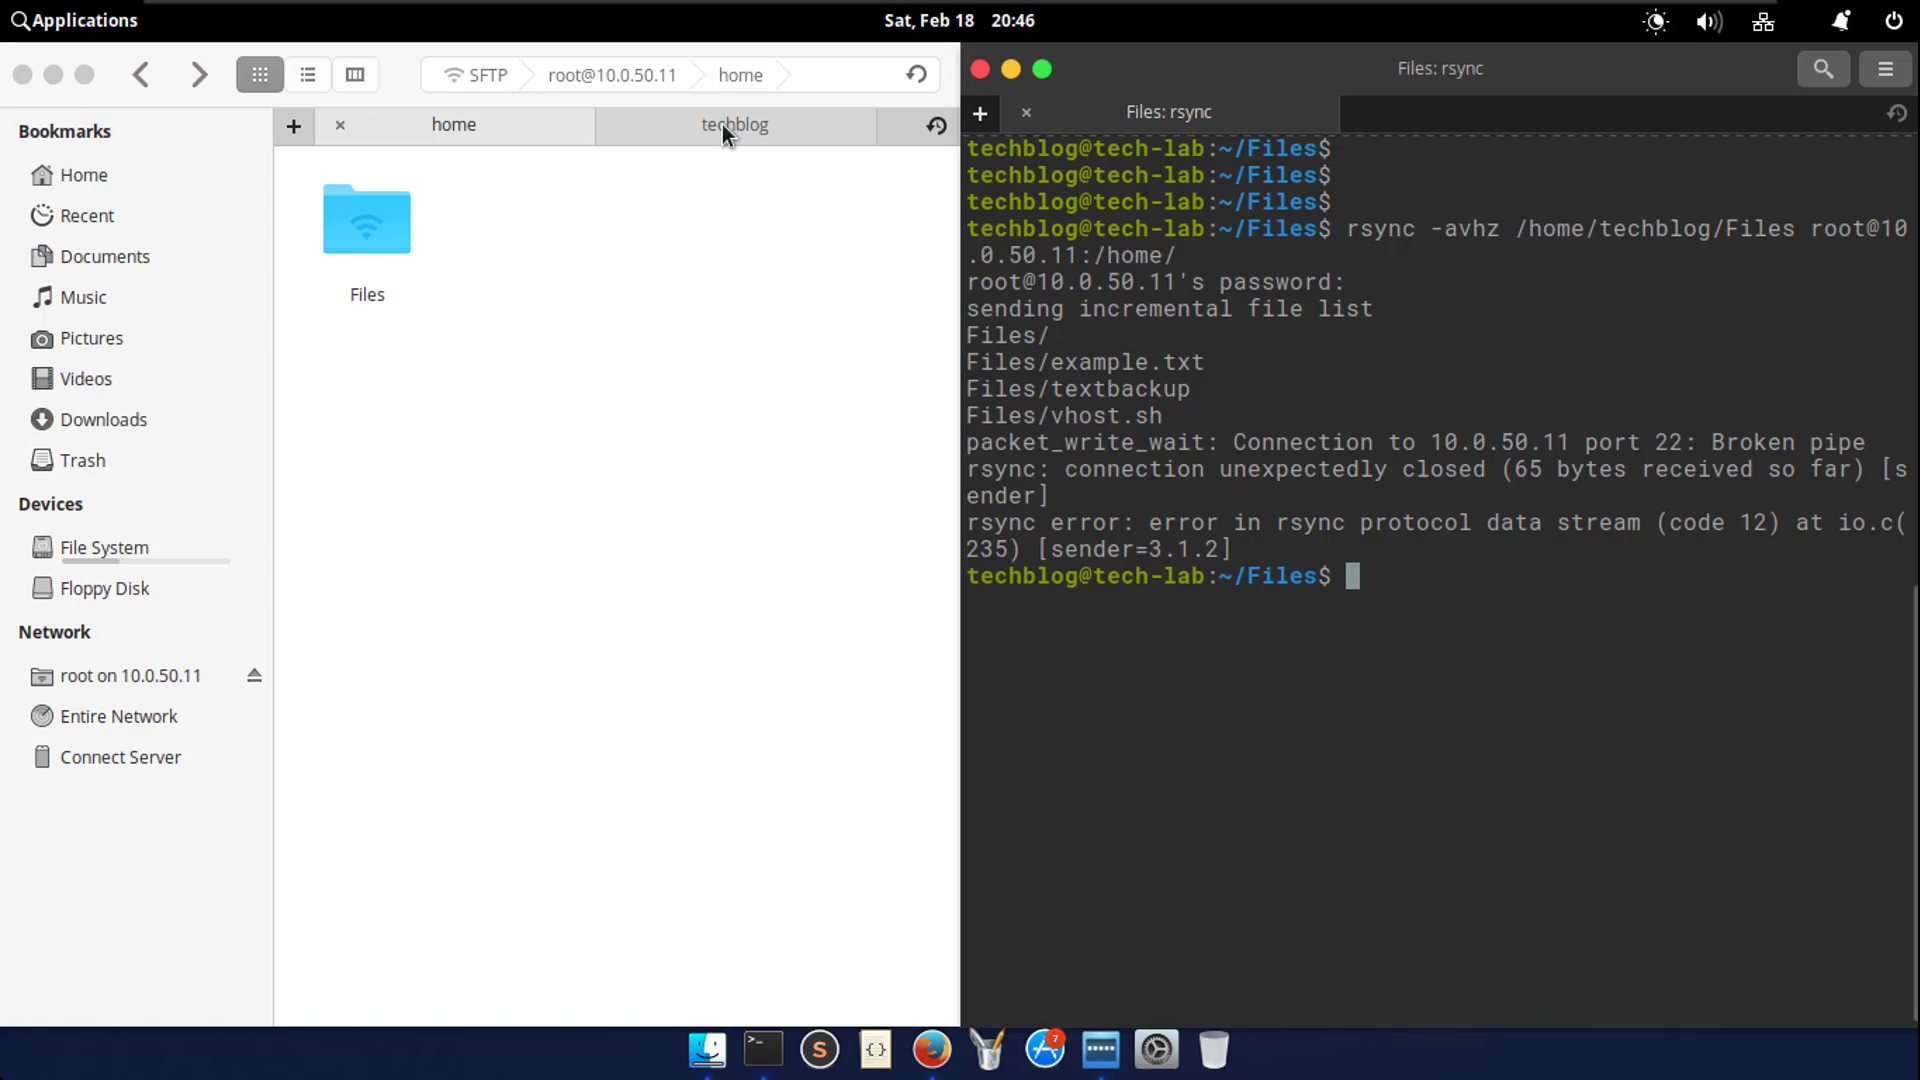 Applications
Sat, Feb 18 20:46
SFTP root@10.0.50.11 home
Files: rsync
home
techblog
Files: rsync
Bookmarks
Home
Recent
Documents
Music
Pictures
Videos
Downloads
Trash
Devices
File System
Floppy Disk
Network
root on 10.0.50.11
Entire Network
Connect Server
Files
techblog@tech-lab:~/Files$
techblog@tech-lab:~/Files$
techblog@tech-lab:~/Files$
techblog@tech-lab:~/Files$ rsync -avhz /home/techblog/Files root@10
.0.50.11:/home/
root@10.0.50.11's password:
sending incremental file list
Files/
Files/example.txt
Files/textbackup
Files/vhost.sh
packet_write_wait: Connection to 10.0.50.11 port 22: Broken pipe
rsync: connection unexpectedly closed (65 bytes received so far) [s
ender]
rsync error: error in rsync protocol data stream (code 12) at io.c(
235) [sender=3.1.2]
techblog@tech-lab:~/Files$
>_
S
{}
7